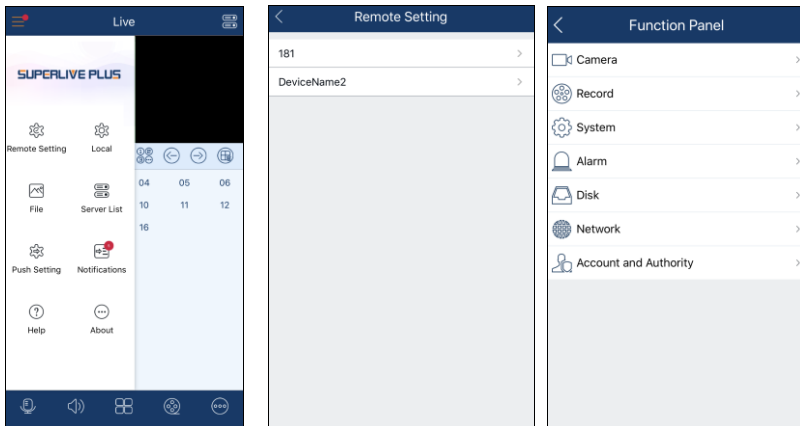 Live
SUPERLIVE PLUS
Remote Setting Local
File Server List
Push Setting Notifications
Help About
04 05 06
10 11 12
16
Remote Setting
181
DeviceName2
Function Panel
Camera
Record
System
Alarm
Disk
Network
Account and Authority